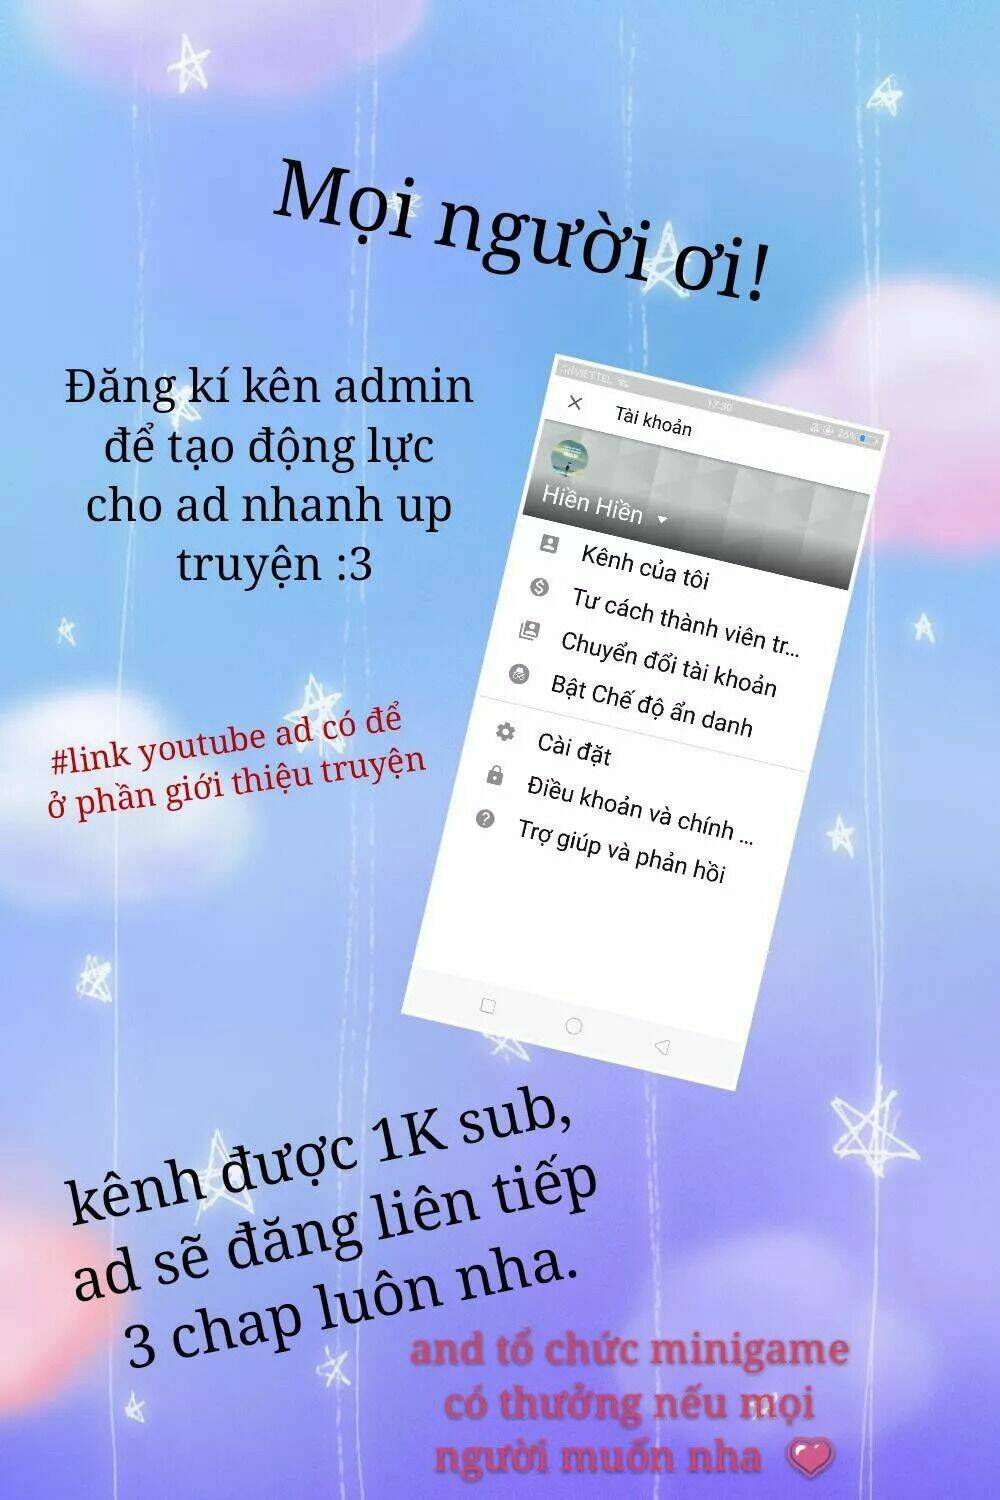 Mọi người ơi!
Đăng kí kên admin
để tạo động lực
cho ad nhanh up
truyện :3
VIETTEL 17:30 26%
Tài khoản
Hiền Hiền
Kênh của tôi
Tư cách thành viên tr...
Chuyển đổi tài khoản
Bật Chế độ ẩn danh
Cài đặt
Điều khoản và chính ...
Trợ giúp và phản hồi
#link youtube ad có để
ở phần giới thiệu truyện
kênh được 1K sub,
ad sẽ đăng liên tiếp
3 chap luôn nha.
and tổ chức minigame
có thưởng nếu mọi
người muốn nha